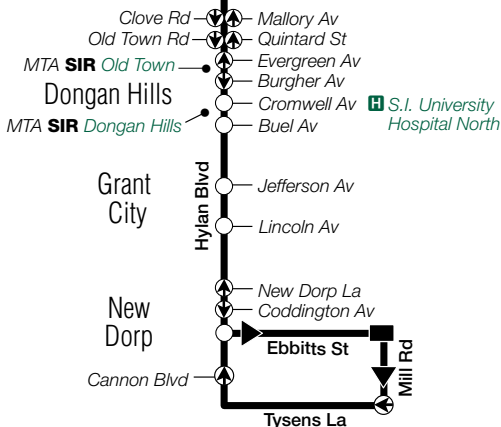 Clove Rd
Mallory Av
Old Town Rd
Quintard St
MTA SIR Old Town
Evergreen Av
Burgher Av
Dongan Hills
Cromwell Av
H S.I. University
Hospital North
MTA SIR Dongan Hills
Buel Av
Grant
City
Jefferson Av
Hylan Blvd
Lincoln Av
New Dorp La
Coddington Av
New
Dorp
Ebbitts St
Mill Rd
Cannon Blvd
Tysens La